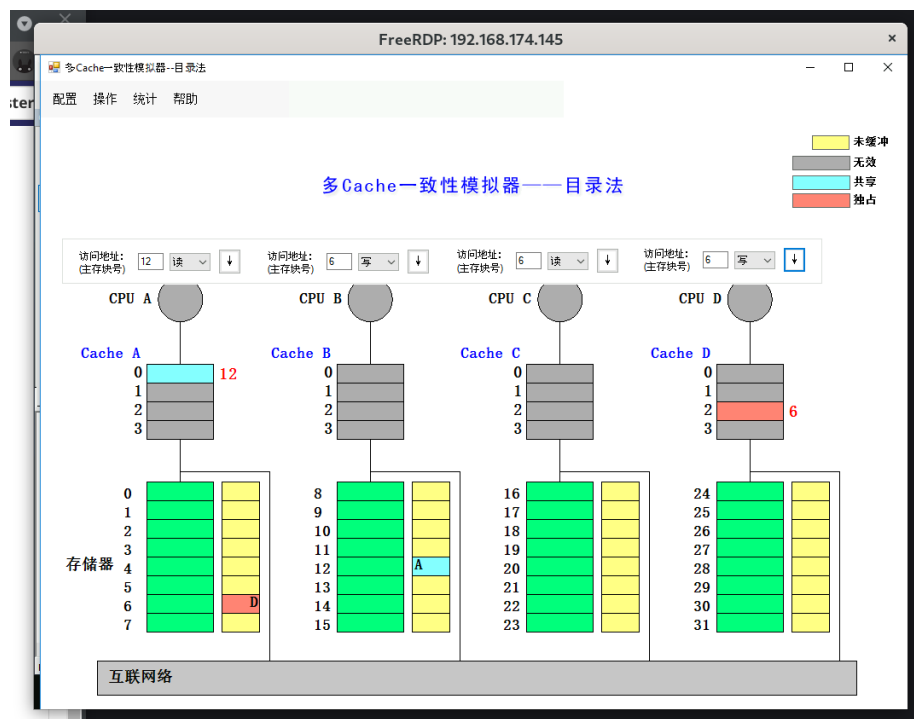 FreeRDP: 192.168.174.145
ster
多Cache一致性模拟器--目录法
配置 操作 统计 帮助
未缓冲
无效
共享
独占
多Cache一致性模拟器——目录法
访问地址: 12 读 ↓ 访问地址: 6 写 ↓ 访问地址: 6 读 ↓ 访问地址: 6 写 ↓
(主存块号) (主存块号) (主存块号) (主存块号)
CPU A CPU B CPU C CPU D
Cache A Cache B Cache C Cache D
0 12 0 0 0
1 1 1 1
2 2 2 2 6
3 3 3 3
0 8 16 24
1 9 17 25
2 10 18 26
3 11 19 27
存储器 4 12 A 20 28
5 13 21 29
6 D 14 22 30
7 15 23 31
互联网络